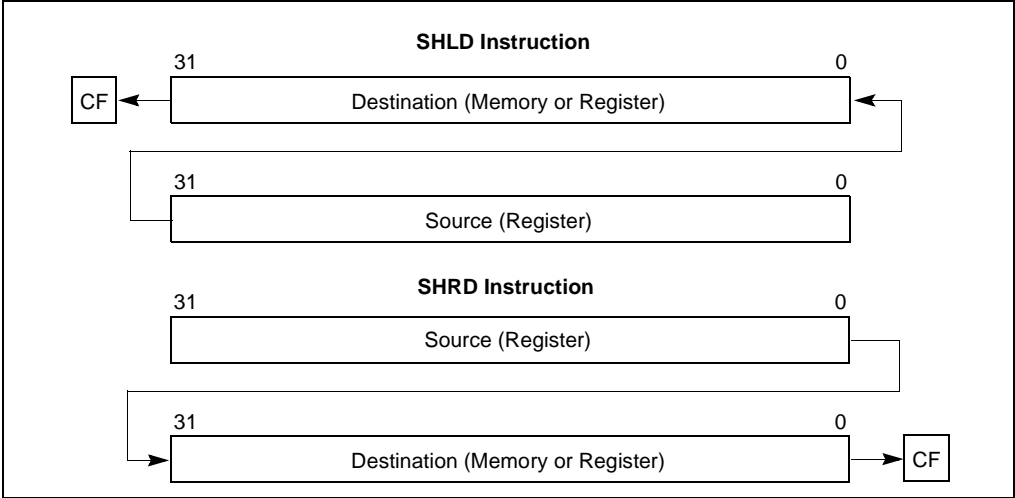 SHLD Instruction
31 0
CF Destination (Memory or Register)
31 0
Source (Register)
SHRD Instruction
31 0
Source (Register)
31 0
Destination (Memory or Register) CF